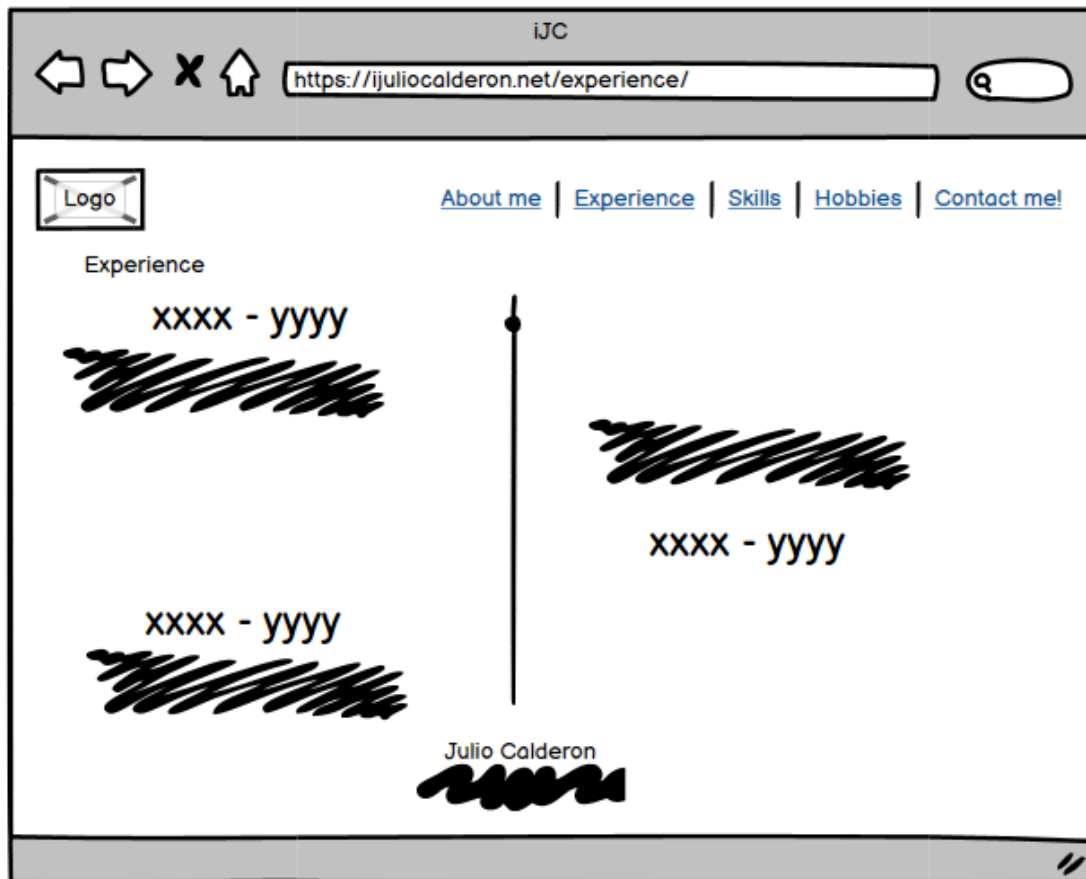 iJC
https://ijuliocalderon.net/experience/
Logo
About me | Experience | Skills | Hobbies | Contact me!
Experience
xxxx - yyyy
xxxx - yyyy
xxxx - yyyy
Julio Calderon